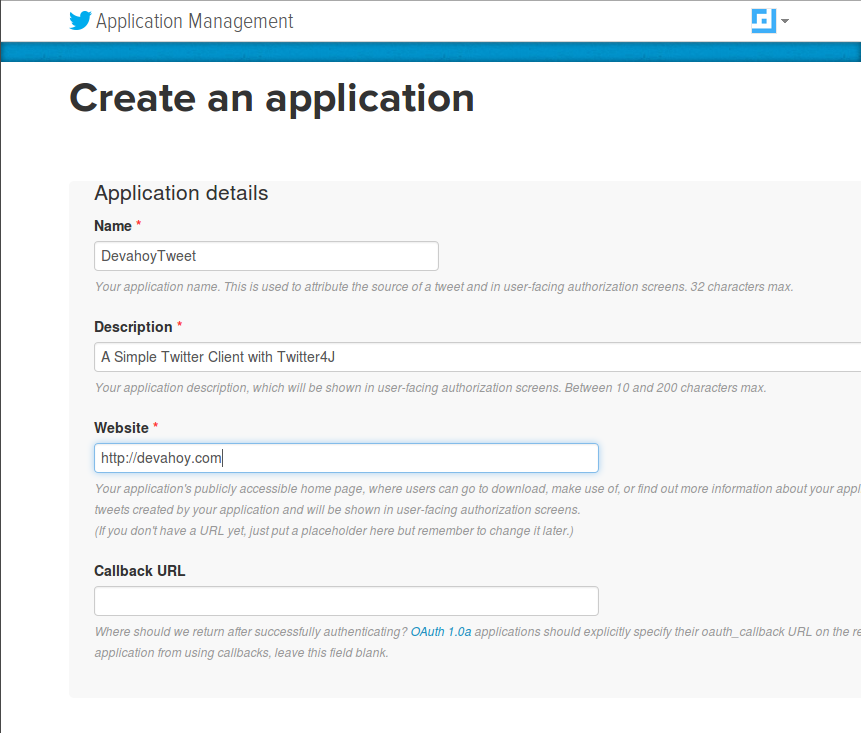 Application Management
Create an application
Application details
Name *
DevahoyTweet
Your application name. This is used to attribute the source of a tweet and in user-facing authorization screens. 32 characters max.
Description *
A Simple Twitter Client with Twitter4J
Your application description, which will be shown in user-facing authorization screens. Between 10 and 200 characters max.
Website *
http://devahoy.com
Your application's publicly accessible home page, where users can go to download, make use of, or find out more information about your appl
tweets created by your application and will be shown in user-facing authorization screens.
(If you don't have a URL yet, just put a placeholder here but remember to change it later.)
Callback URL
Where should we return after successfully authenticating? OAuth 1.0a applications should explicitly specify their oauth_callback URL on the re
application from using callbacks, leave this field blank.